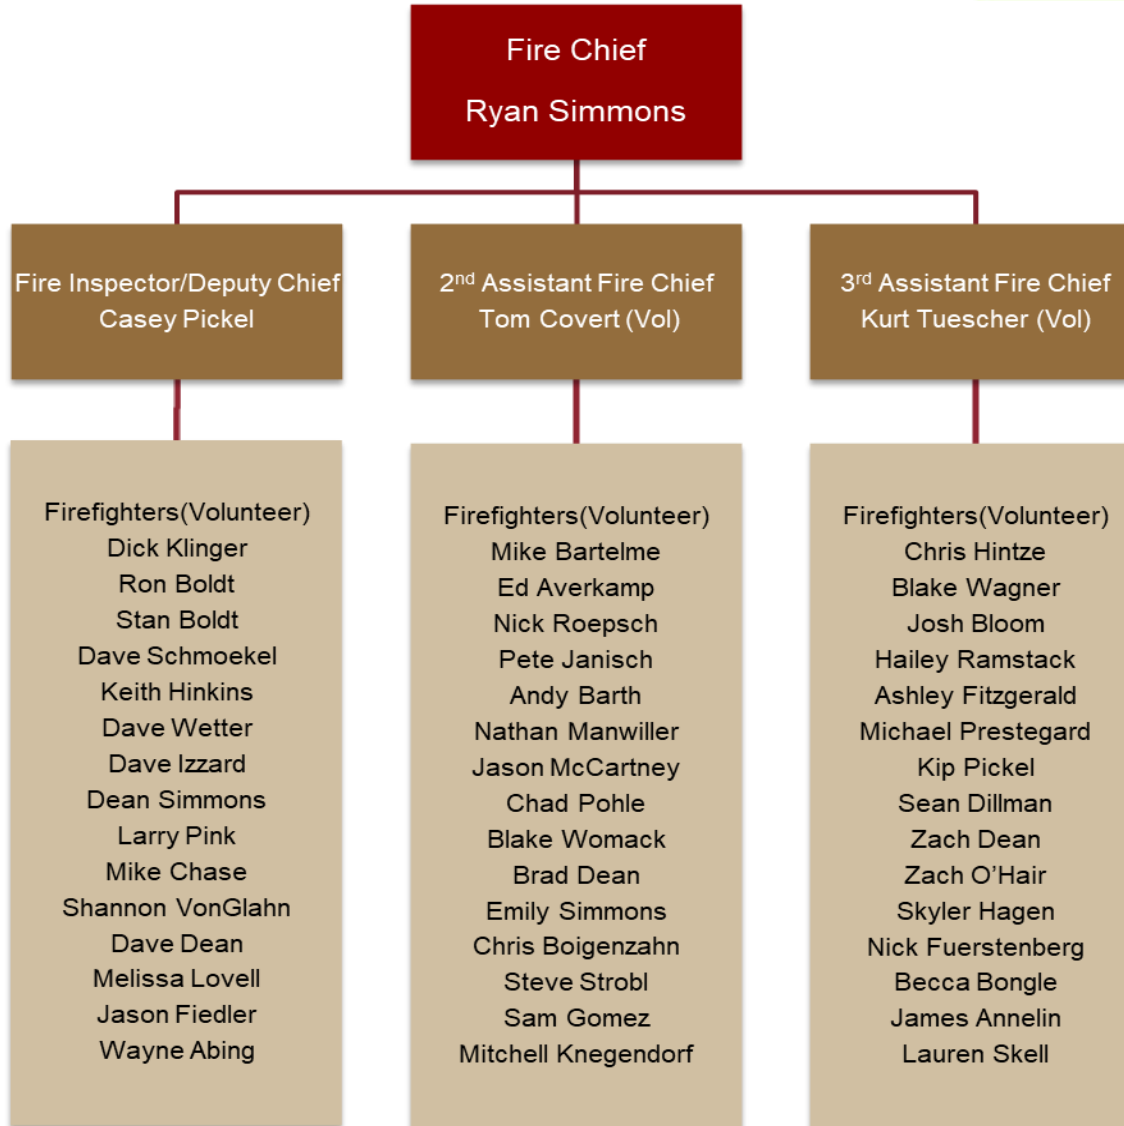 Fire Chief
Ryan Simmons
Fire Inspector/Deputy Chief
Casey Pickel
2nd Assistant Fire Chief
Tom Covert (Vol)
3rd Assistant Fire Chief
Kurt Tuescher (Vol)
Firefighters(Volunteer)
Dick Klinger
Ron Boldt
Stan Boldt
Dave Schmoekel
Keith Hinkins
Dave Wetter
Dave Izzard
Dean Simmons
Larry Pink
Mike Chase
Shannon VonGlahn
Dave Dean
Melissa Lovell
Jason Fiedler
Wayne Abing
Firefighters(Volunteer)
Mike Bartelme
Ed Averkamp
Nick Roepsch
Pete Janisch
Andy Barth
Nathan Manwiller
Jason McCartney
Chad Pohle
Blake Womack
Brad Dean
Emily Simmons
Chris Boigenzahn
Steve Strobl
Sam Gomez
Mitchell Knegendorf
Firefighters(Volunteer)
Chris Hintze
Blake Wagner
Josh Bloom
Hailey Ramstack
Ashley Fitzgerald
Michael Prestegard
Kip Pickel
Sean Dillman
Zach Dean
Zach O’Hair
Skyler Hagen
Nick Fuerstenberg
Becca Bongle
James Annelin
Lauren Skell